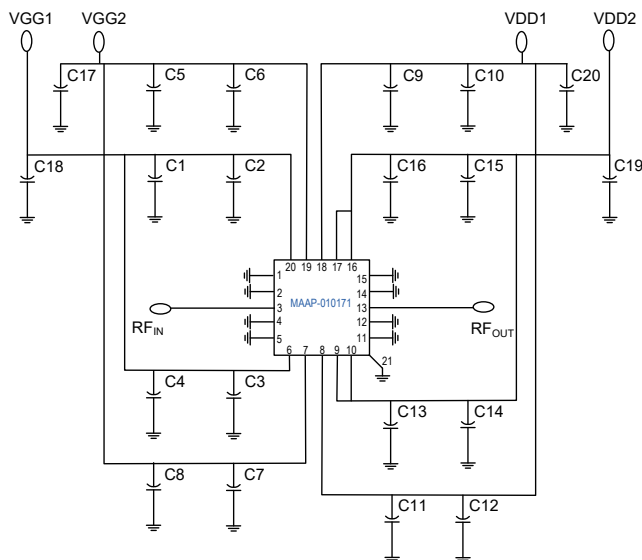 VGG1 VGG2 VDD1 VDD2
C17 C5 C6 C9 C10 C20
C18 C1 C2 C16 C15 C19
20 19 18 17 16
1 15
2 MAAP-010171 14
RFIN 3 13 RFOUT
4 12
5 11
6 7 8 9 10 21
C4 C3
C13 C14
C8 C7
C11 C12